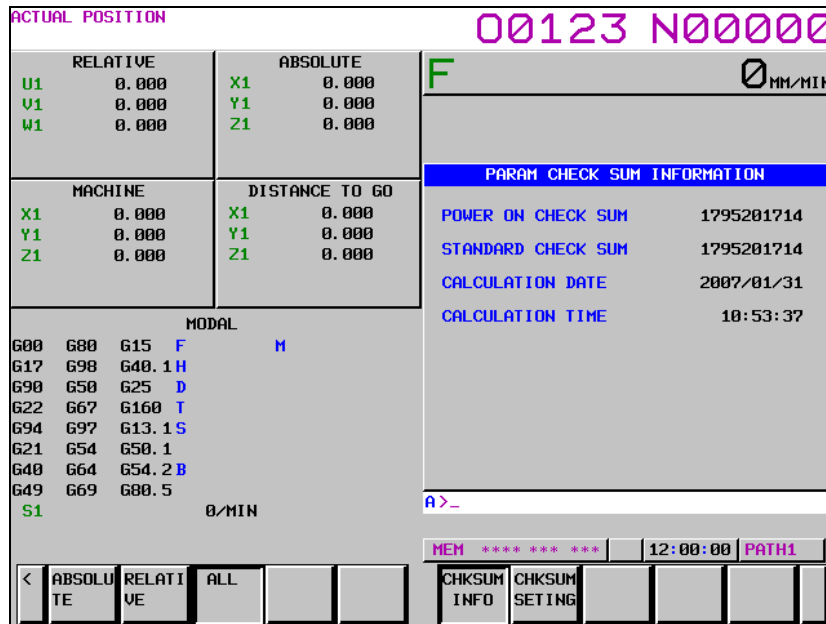 ACTUAL POSITION
O0123 N00000
RELATIVE
U1 0.000
V1 0.000
W1 0.000
ABSOLUTE
X1 0.000
Y1 0.000
Z1 0.000
F 0 MM/MIN
MACHINE
X1 0.000
Y1 0.000
Z1 0.000
DISTANCE TO GO
X1 0.000
Y1 0.000
Z1 0.000
PARAM CHECK SUM INFORMATION
POWER ON CHECK SUM 1795201714
STANDARD CHECK SUM 1795201714
CALCULATION DATE 2007/01/31
CALCULATION TIME 10:53:37
MODAL
G00 G80 G15 F M
G17 G98 G40.1 H
G90 G50 G25 D
G22 G67 G160 T
G94 G97 G13.1 S
G21 G54 G50.1
G40 G64 G54.2 B
G49 G69 G80.5
S1 0/MIN
A>_
MEM **** *** *** 12:00:00 PATH1
< ABSOLU
TE
RELATI
VE
ALL
CHKSUM
INFO
CHKSUM
SETING